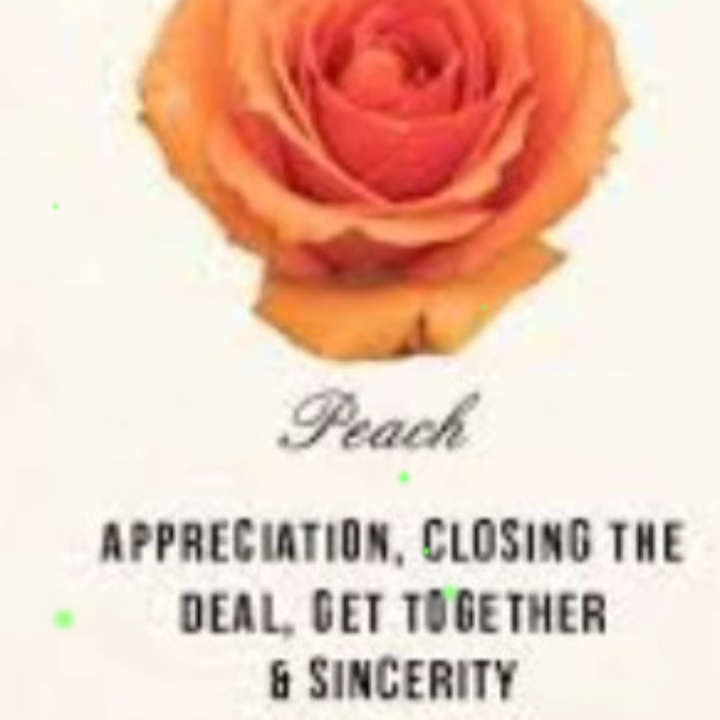 Peach
APPRECIATION, CLOSING THE
DEAL, GET TOGETHER
& SINCERITY